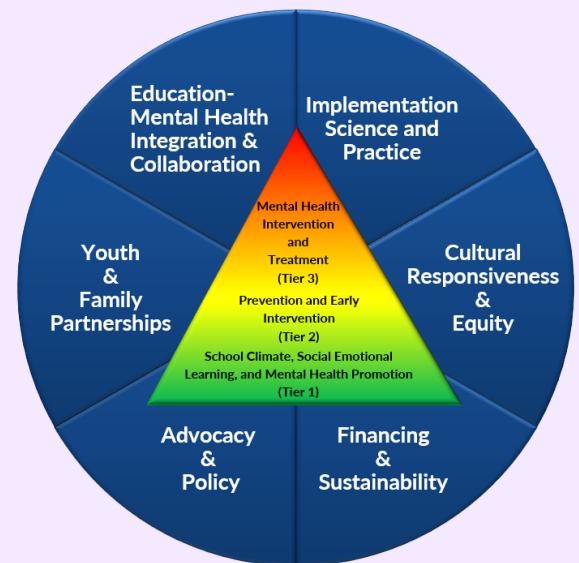 Education-
Mental Health
Integration &
Collaboration
Implementation
Science and
Practice
Mental Health
Intervention
and
Treatment
(Tier 3)
Prevention and Early
Intervention
(Tier 2)
School Climate, Social Emotional
Learning, and Mental Health Promotion
(Tier 1)
Youth
&
Family
Partnerships
Cultural
Responsiveness
&
Equity
Advocacy
&
Policy
Financing
&
Sustainability